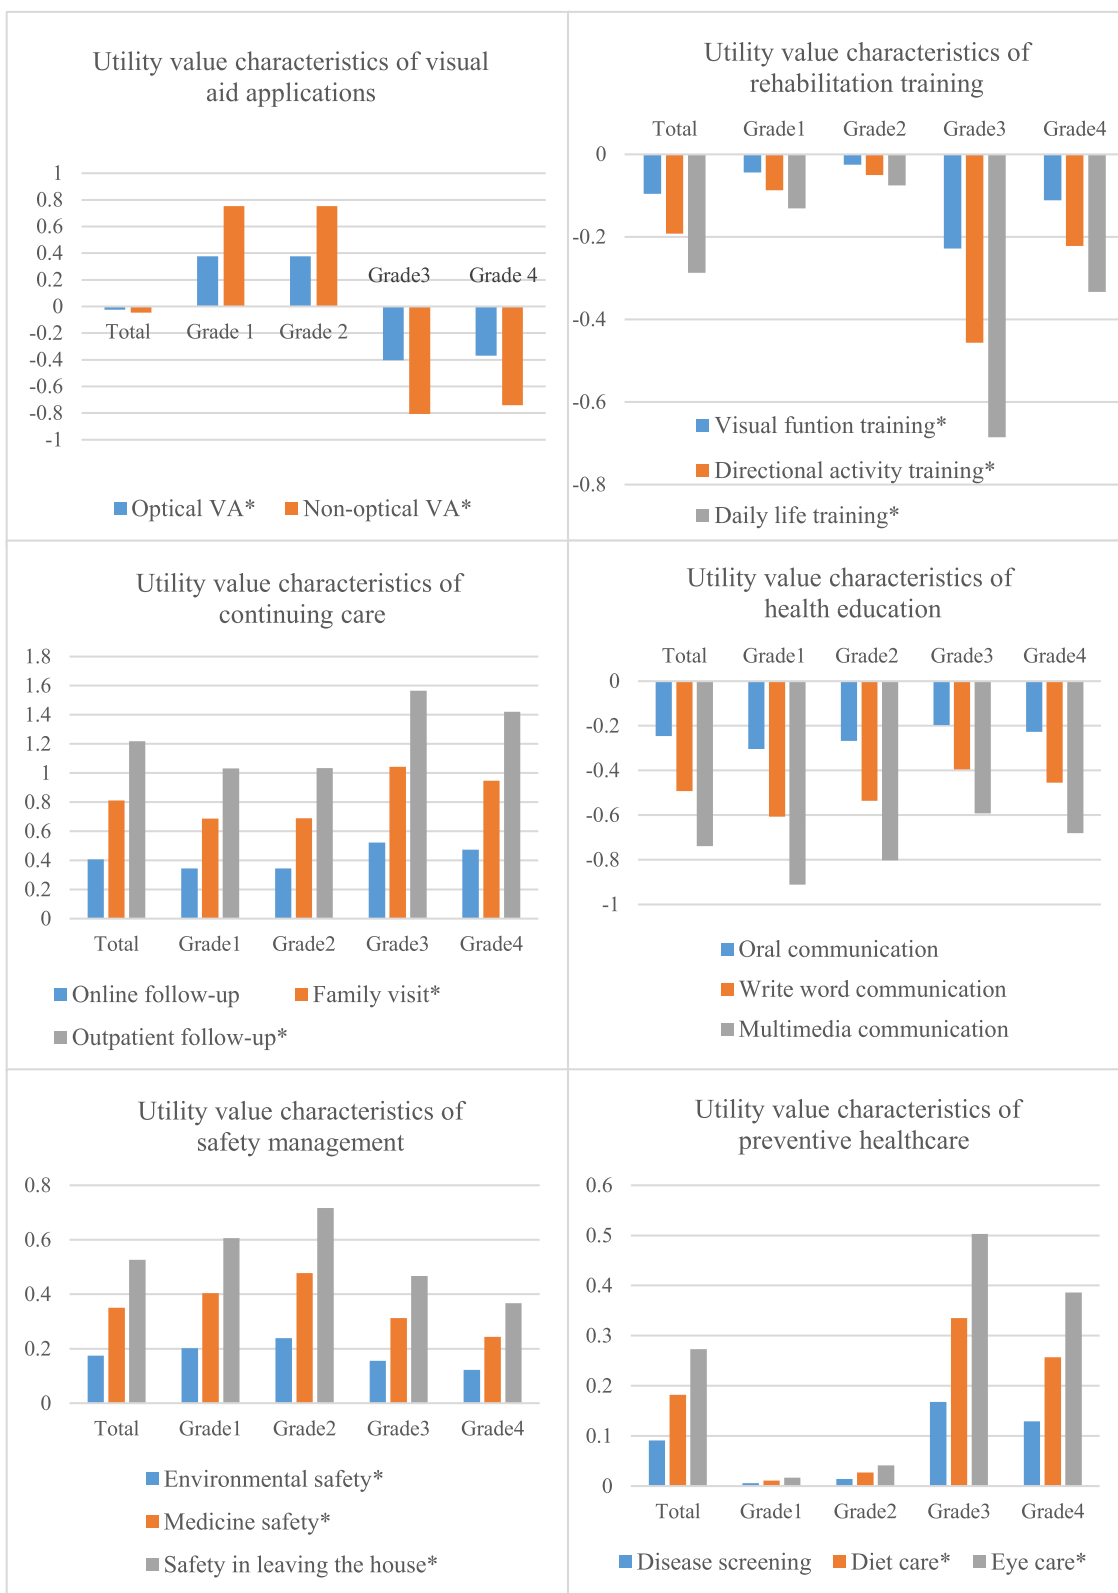 Utility value characteristics of visual
aid applications
1
0.8
0.6
0.4
0.2
0
-0.2
-0.4
-0.6
-0.8
-1
Total
Grade 1
Grade 2
Grade3
Grade 4
Optical VA*
Non-optical VA*
Utility value characteristics of
rehabilitation training
Total
Grade1
Grade2
Grade3
Grade4
0
-0.2
-0.4
-0.6
-0.8
Visual funtion training*
Directional activity training*
Daily life training*
Utility value characteristics of
continuing care
1.8
1.6
1.4
1.2
1
0.8
0.6
0.4
0.2
0
Total
Grade1
Grade2
Grade3
Grade4
Online follow-up
Family visit*
Outpatient follow-up*
Utility value characteristics of
health education
Total
Grade1
Grade2
Grade3
Grade4
0
-0.2
-0.4
-0.6
-0.8
-1
Oral communication
Write word communication
Multimedia communication
Utility value characteristics of
safety management
0.8
0.6
0.4
0.2
0
Total
Grade1
Grade2
Grade3
Grade4
Environmental safety*
Medicine safety*
Safety in leaving the house*
Utility value characteristics of
preventive healthcare
0.6
0.5
0.4
0.3
0.2
0.1
0
Total
Grade1
Grade2
Grade3
Grade4
Disease screening
Diet care*
Eye care*